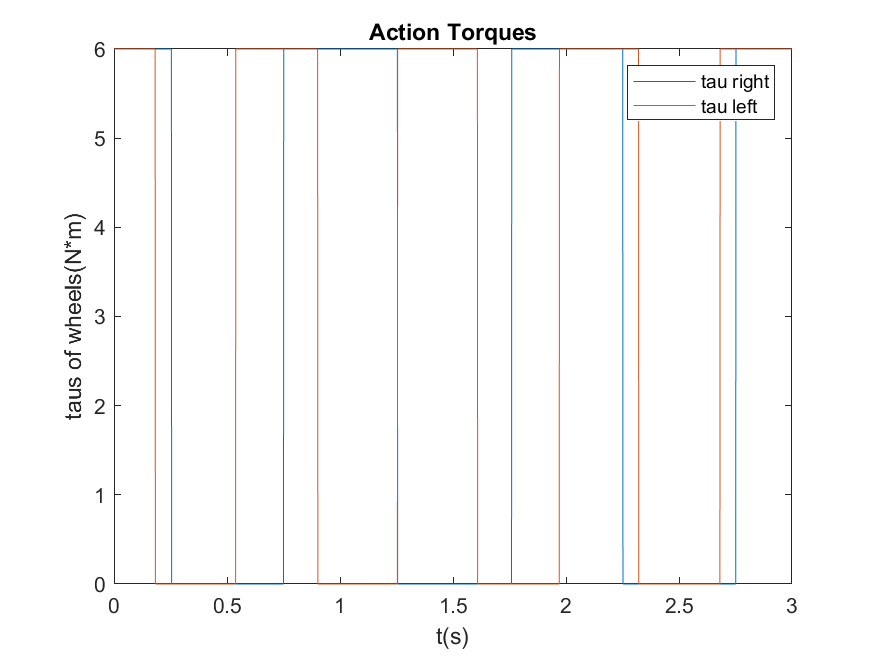 Action Torques
6
5
4
3
2
1
0
taus of wheels(N*m)
tau right
tau left
0
0.5
1
1.5
2
2.5
3
t(s)